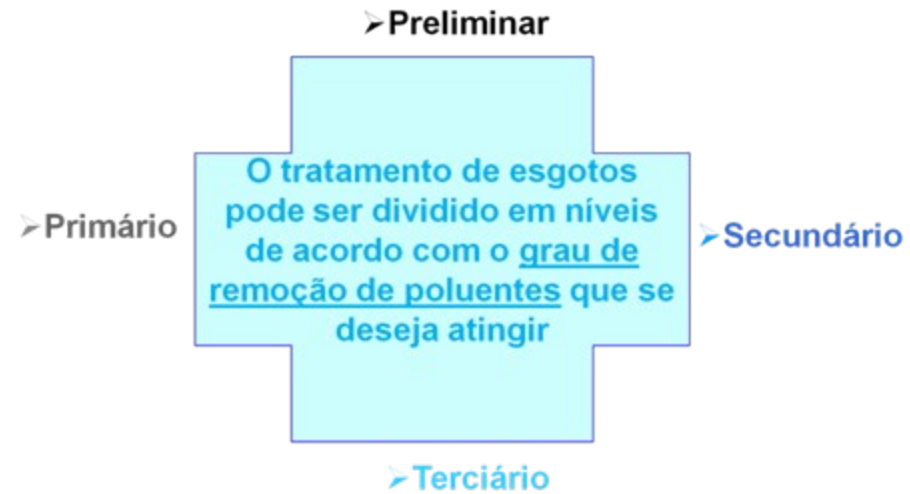 ➢Preliminar
O tratamento de esgotos
pode ser dividido em níveis
de acordo com o grau de
remoção de poluentes que se
deseja atingir
➢Primário
➢Secundário
➢Terciário